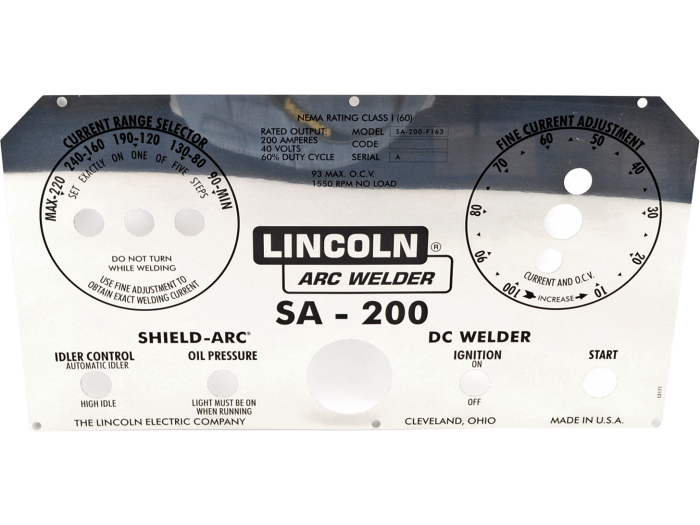 NEMA RATING CLASS I (60)
RATED OUTPUT:
200 AMPERES
40 VOLTS
60% DUTY CYCLE
MODEL SA-200-F163
CODE
SERIAL A
93 MAX. O.C.V.
1550 RPM NO LOAD
CURRENT RANGE SELECTOR
MAX-220 240-160 190-120 130-80 90-MIN
SET EXACTLY ON ONE OF FIVE STEPS
DO NOT TURN
WHILE WELDING
USE FINE ADJUSTMENT TO
OBTAIN EXACT WELDING CURRENT
FINE CURRENT ADJUSTMENT
100 90 80 70 60 50 40 30 20 10
CURRENT AND O.C.V.
INCREASE
LINCOLN ®
ARC WELDER
SA - 200
SHIELD-ARC®
DC WELDER
IDLER CONTROL
AUTOMATIC IDLER
HIGH IDLE
OIL PRESSURE
LIGHT MUST BE ON
WHEN RUNNING
IGNITION
ON
OFF
START
THE LINCOLN ELECTRIC COMPANY
CLEVELAND, OHIO
MADE IN U.S.A.